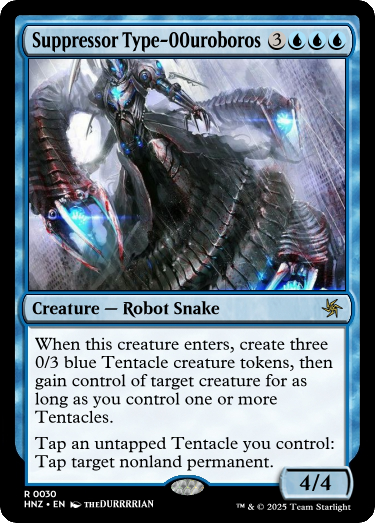 Suppressor Type-00uroboros 3
Creature — Robot Snake
When this creature enters, create three
0/3 blue Tentacle creature tokens, then
gain control of target creature for as
long as you control one or more
Tentacles.
Tap an untapped Tentacle you control:
Tap target nonland permanent.
4/4
R 0030
HNZ • EN THEDURRRRIAN
™ & © 2025 Team Starlight